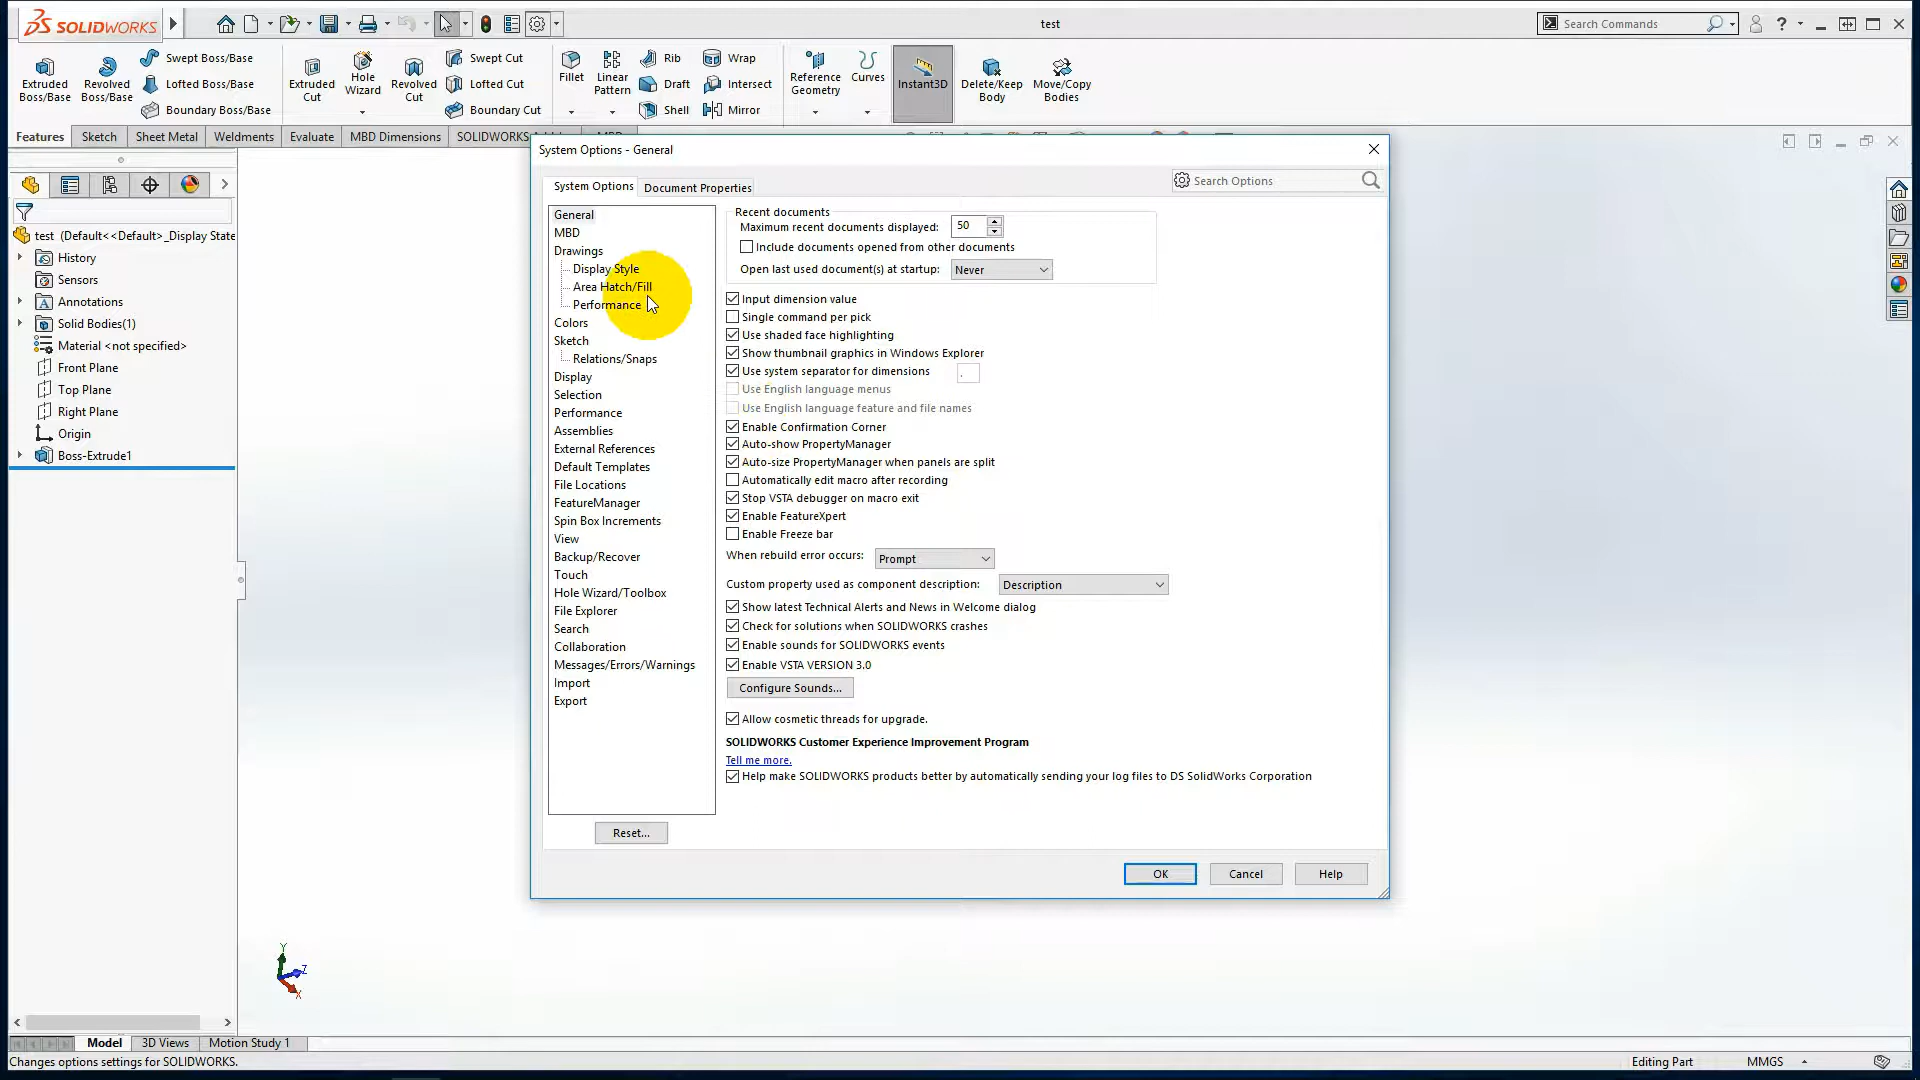 SOLIDWORKS
test
Search Commands
Extruded Boss/Base
Revolved Boss/Base
Swept Boss/Base
Lofted Boss/Base
Boundary Boss/Base
Extruded Cut
Hole Wizard
Revolved Cut
Swept Cut
Lofted Cut
Boundary Cut
Fillet
Linear Pattern
Rib
Draft
Shell
Wrap
Intersect
Mirror
Reference Geometry
Curves
Instant3D
Delete/Keep Body
Move/Copy Bodies
Features
Sketch
Sheet Metal
Weldments
Evaluate
MBD Dimensions
SOLIDWORKS
test (Default<<Default>_Display State
History
Sensors
Annotations
Solid Bodies(1)
Material <not specified>
Front Plane
Top Plane
Right Plane
Origin
Boss-Extrude1
System Options - General
System Options
Document Properties
Search Options
General
MBD
Drawings
Display Style
Area Hatch/Fill
Performance
Colors
Sketch
Relations/Snaps
Display
Selection
Performance
Assemblies
External References
Default Templates
File Locations
FeatureManager
Spin Box Increments
View
Backup/Recover
Touch
Hole Wizard/Toolbox
File Explorer
Search
Collaboration
Messages/Errors/Warnings
Import
Export
Reset...
Recent documents
Maximum recent documents displayed: 50
Include documents opened from other documents
Open last used document(s) at startup: Never
Input dimension value
Single command per pick
Use shaded face highlighting
Show thumbnail graphics in Windows Explorer
Use system separator for dimensions .
Use English language menus
Use English language feature and file names
Enable Confirmation Corner
Auto-show PropertyManager
Auto-size PropertyManager when panels are split
Automatically edit macro after recording
Stop VSTA debugger on macro exit
Enable FeatureXpert
Enable Freeze bar
When rebuild error occurs: Prompt
Custom property used as component description: Description
Show latest Technical Alerts and News in Welcome dialog
Check for solutions when SOLIDWORKS crashes
Enable sounds for SOLIDWORKS events
Enable VSTA VERSION 3.0
Configure Sounds...
Allow cosmetic threads for upgrade.
SOLIDWORKS Customer Experience Improvement Program
Tell me more.
Help make SOLIDWORKS products better by automatically sending your log files to DS SolidWorks Corporation
OK
Cancel
Help
Y
Z
X
Model
3D Views
Motion Study 1
Changes options settings for SOLIDWORKS.
Editing Part
MMGS